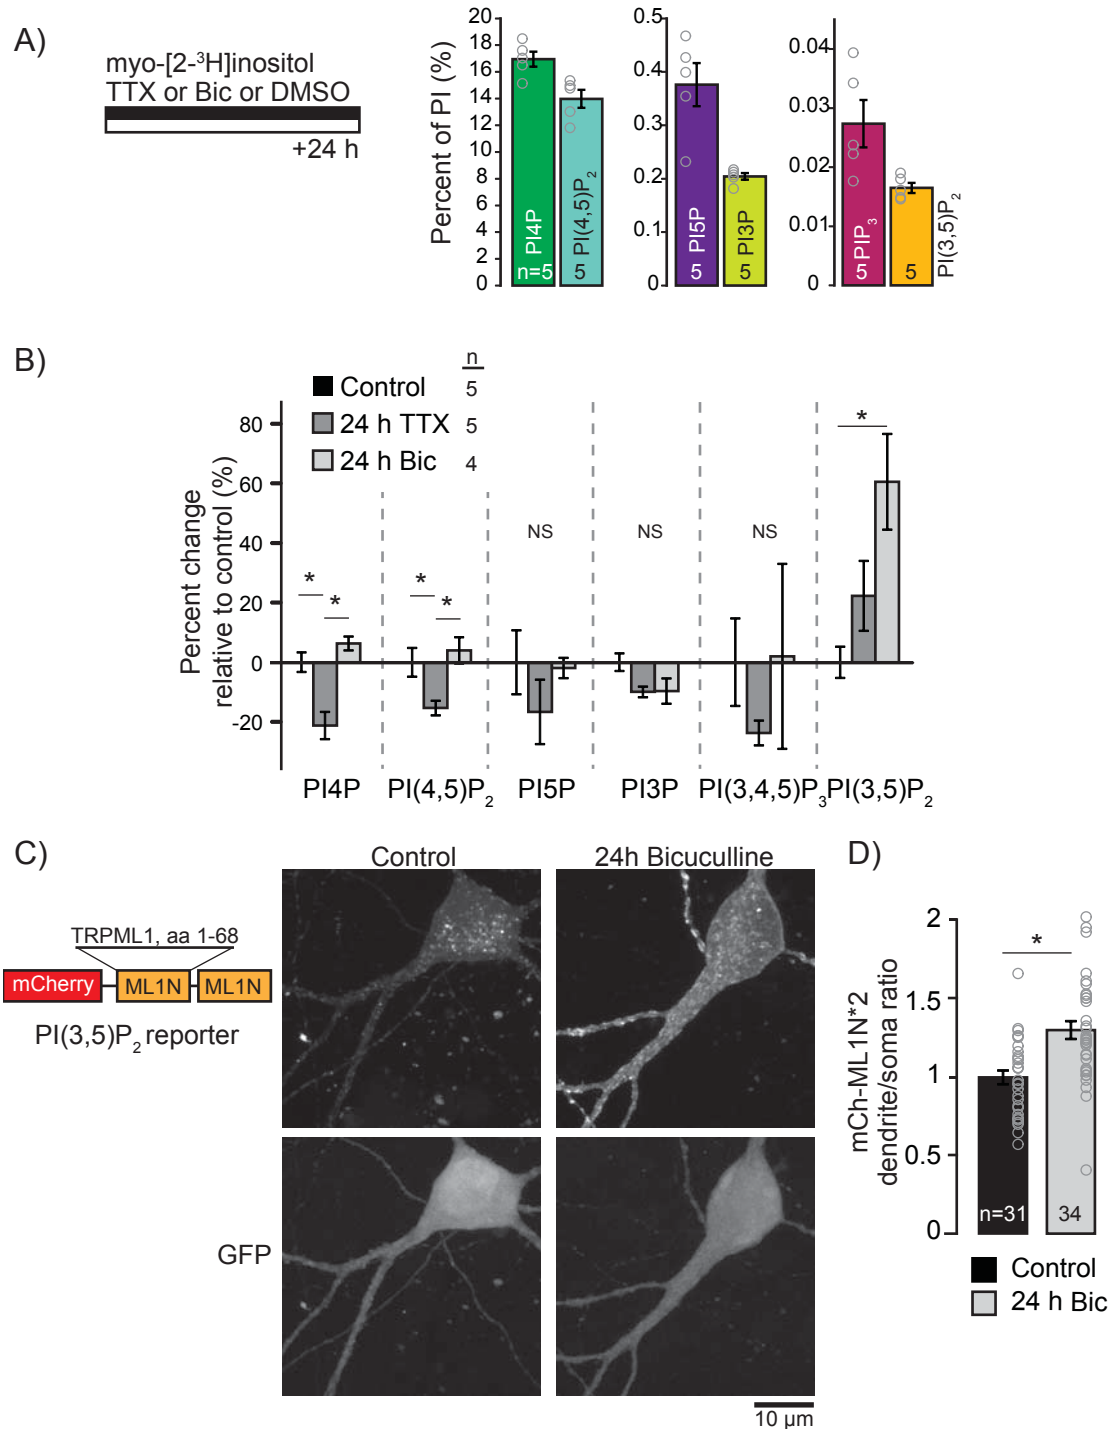 A)
myo-[2-³H]inositol
TTX or Bic or DMSO
+24 h
Percent of PI (%)
20
18
16
14
12
10
8
6
4
2
0
n=5 PI4P
5 PI(4,5)P₂
0.5
0.4
0.3
0.2
0.1
0
5 PI5P
5 PI3P
0.04
0.03
0.02
0.01
0
5 PIP₃
5
PI(3,5)P₂
B)
n
Control 5
24 h TTX 5
24 h Bic 4
Percent change
relative to control (%)
80
60
40
20
0
-20
* *
* *
NS
NS
NS
*
PI4P PI(4,5)P₂ PI5P PI3P PI(3,4,5)P₃ PI(3,5)P₂
C)
Control 24h Bicuculline
TRPML1, aa 1-68
mCherry ML1N ML1N
PI(3,5)P₂ reporter
GFP
10 µm
D)
mCh-ML1N*2
dendrite/soma ratio
2
1.5
1
0.5
0
*
n=31 34
Control
24 h Bic